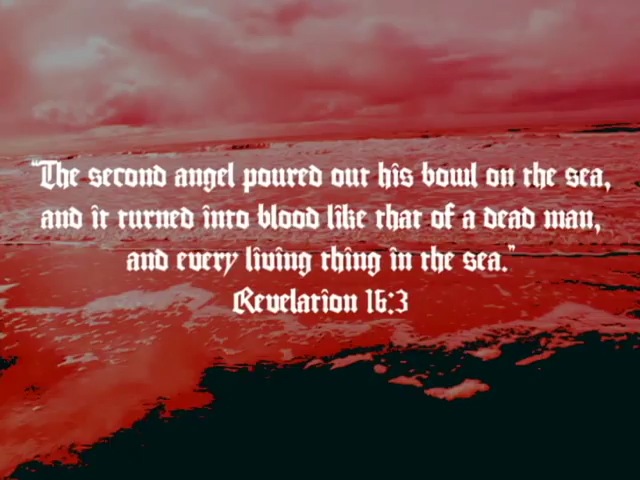 “The second angel poured out his bowl on the sea,
and it turned into blood like that of a dead man,
and every living thing in the sea.”
Revelation 16:3